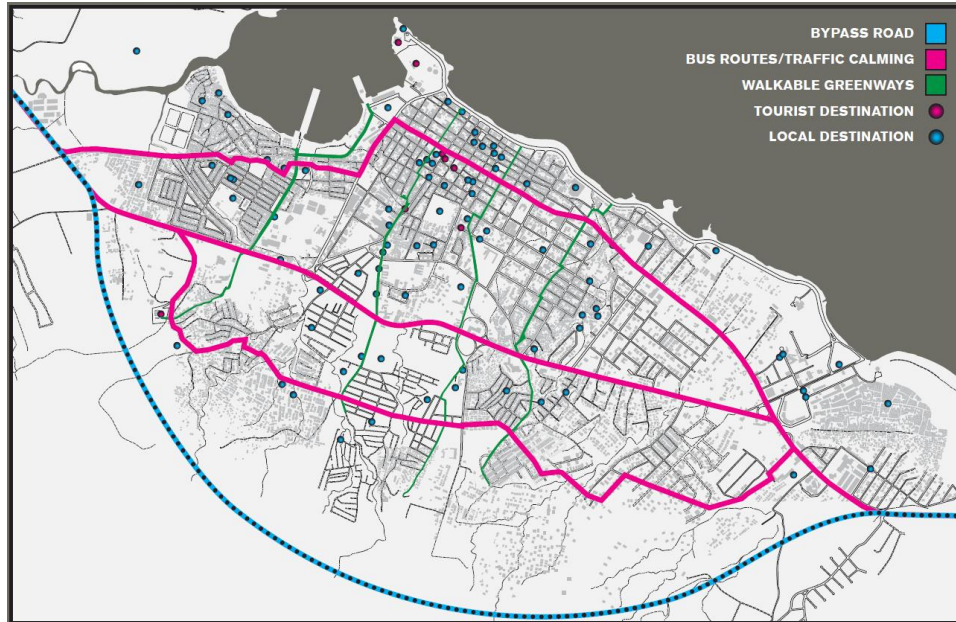 BYPASS ROAD
BUS ROUTES/TRAFFIC CALMING
WALKABLE GREENWAYS
TOURIST DESTINATION
LOCAL DESTINATION